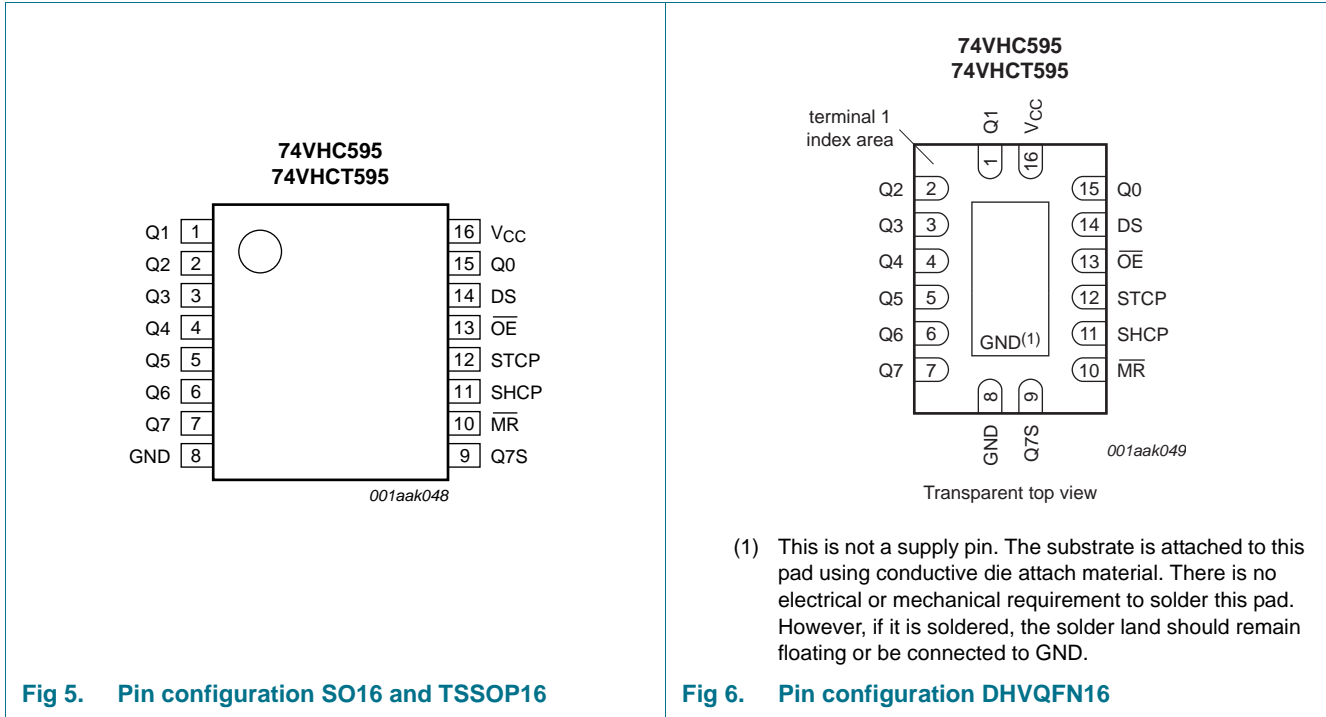 74VHC595
74VHCT595
Q1 1
Q2 2
Q3 3
Q4 4
Q5 5
Q6 6
Q7 7
GND 8
16 VCC
15 Q0
14 DS
13 OE
12 STCP
11 SHCP
10 MR
9 Q7S
001aak048
Fig 5. Pin configuration SO16 and TSSOP16
74VHC595
74VHCT595
terminal 1
index area
Q1
VCC
1
16
Q2 2
Q3 3
Q4 4
Q5 5
Q6 6
Q7 7
15 Q0
14 DS
13 OE
12 STCP
11 SHCP
10 MR
GND(1)
8
9
GND
Q7S
001aak049
Transparent top view
(1) This is not a supply pin. The substrate is attached to this
pad using conductive die attach material. There is no
electrical or mechanical requirement to solder this pad.
However, if it is soldered, the solder land should remain
floating or be connected to GND.
Fig 6. Pin configuration DHVQFN16